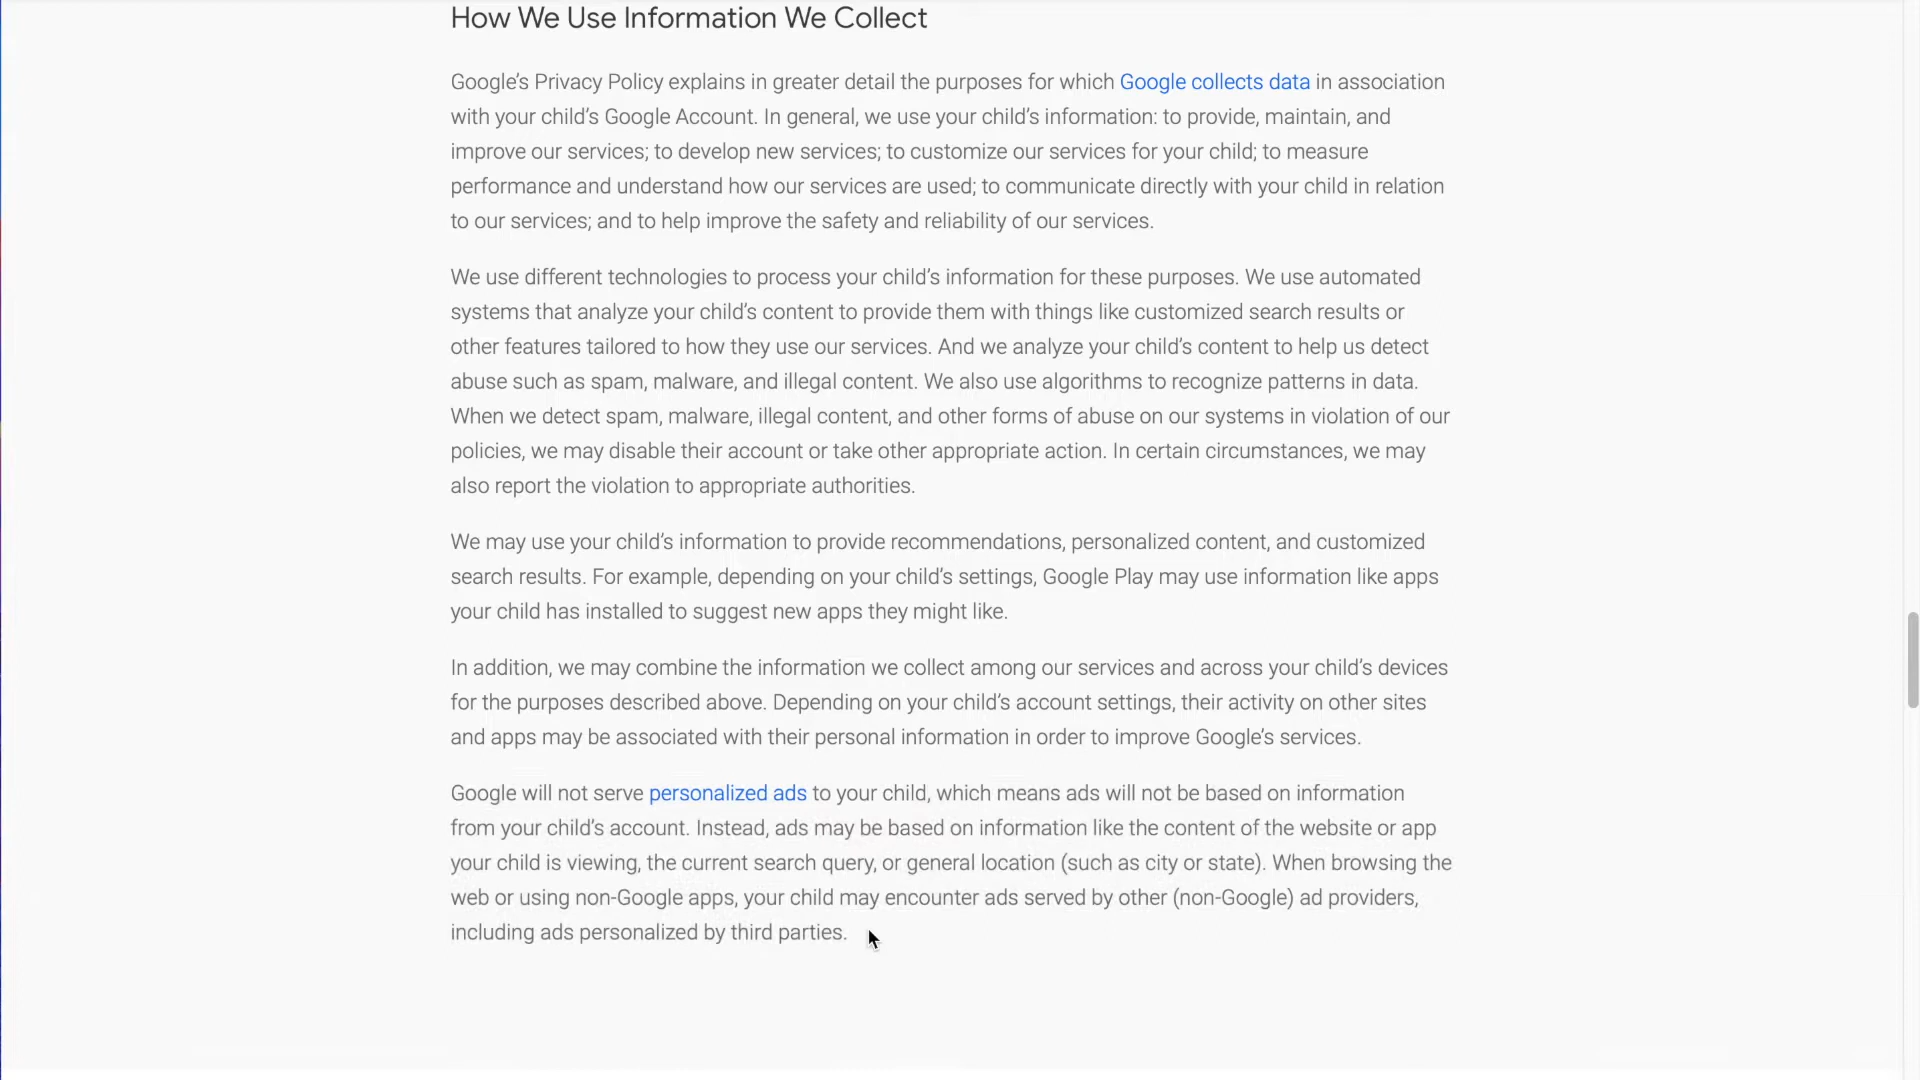 How We Use Information We Collect
Google’s Privacy Policy explains in greater detail the purposes for which Google collects data in association
with your child’s Google Account. In general, we use your child’s information: to provide, maintain, and
improve our services; to develop new services; to customize our services for your child; to measure
performance and understand how our services are used; to communicate directly with your child in relation
to our services; and to help improve the safety and reliability of our services.
We use different technologies to process your child’s information for these purposes. We use automated
systems that analyze your child’s content to provide them with things like customized search results or
other features tailored to how they use our services. And we analyze your child’s content to help us detect
abuse such as spam, malware, and illegal content. We also use algorithms to recognize patterns in data.
When we detect spam, malware, illegal content, and other forms of abuse on our systems in violation of our
policies, we may disable their account or take other appropriate action. In certain circumstances, we may
also report the violation to appropriate authorities.
We may use your child’s information to provide recommendations, personalized content, and customized
search results. For example, depending on your child’s settings, Google Play may use information like apps
your child has installed to suggest new apps they might like.
In addition, we may combine the information we collect among our services and across your child’s devices
for the purposes described above. Depending on your child’s account settings, their activity on other sites
and apps may be associated with their personal information in order to improve Google’s services.
Google will not serve personalized ads to your child, which means ads will not be based on information
from your child’s account. Instead, ads may be based on information like the content of the website or app
your child is viewing, the current search query, or general location (such as city or state). When browsing the
web or using non-Google apps, your child may encounter ads served by other (non-Google) ad providers,
including ads personalized by third parties.